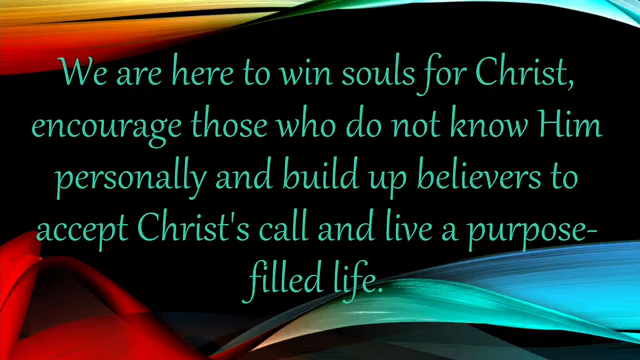 We are here to win souls for Christ,
encourage those who do not know Him
personally and build up believers to
accept Christ's call and live a purpose-
filled life.